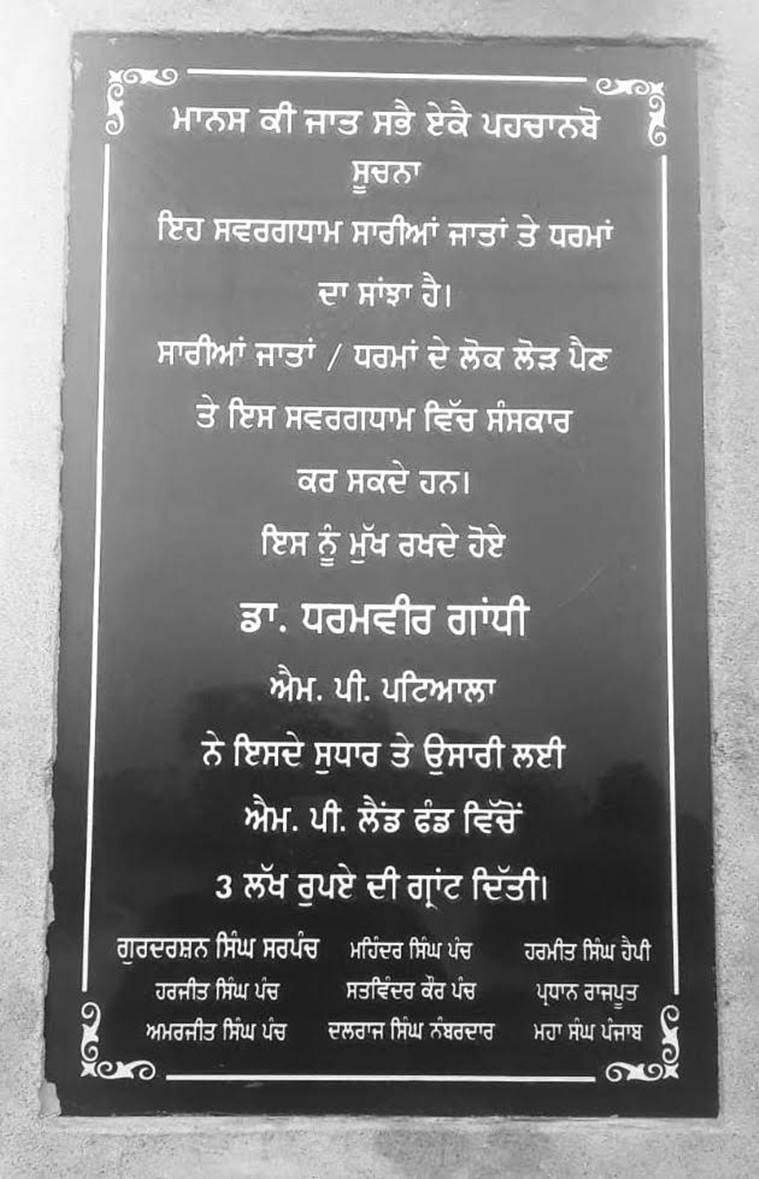 ਮਾਨਸ ਕੀ ਜਾਤ ਸਭੈ ਏਕੈ ਪਹਚਾਨਬੋ
ਸੂਚਨਾ
ਇਹ ਸਵਰਗਧਾਮ ਸਾਰੀਆਂ ਜਾਤਾਂ ਤੇ ਧਰਮਾਂ
ਦਾ ਸਾਂਝਾ ਹੈ।
ਸਾਰੀਆਂ ਜਾਤਾਂ / ਧਰਮਾਂ ਦੇ ਲੋਕ ਲੋੜ ਪੈਣ
ਤੇ ਇਸ ਸਵਰਗਧਾਮ ਵਿੱਚ ਸੰਸਕਾਰ
ਕਰ ਸਕਦੇ ਹਨ।
ਇਸ ਨੂੰ ਮੁੱਖ ਰਖਦੇ ਹੋਏ
ਡਾ. ਧਰਮਵੀਰ ਗਾਂਧੀ
ਐਮ. ਪੀ. ਪਟਿਆਲਾ
ਨੇ ਇਸਦੇ ਸੁਧਾਰ ਤੇ ਉਸਾਰੀ ਲਈ
ਐਮ. ਪੀ. ਲੈਂਡ ਫੰਡ ਵਿੱਚੋਂ
3 ਲੱਖ ਰੁਪਏ ਦੀ ਗ੍ਰਾਂਟ ਦਿੱਤੀ।
ਗੁਰਦਰਸ਼ਨ ਸਿੰਘ ਸਰਪੰਚ ਮਹਿੰਦਰ ਸਿੰਘ ਪੰਚ ਹਰਮੀਤ ਸਿੰਘ ਹੈਪੀ
ਹਰਜੀਤ ਸਿੰਘ ਪੰਚ ਸਤਵਿੰਦਰ ਕੌਰ ਪੰਚ ਪ੍ਰਧਾਨ ਰਾਜਪੂਤ
ਅਮਰਜੀਤ ਸਿੰਘ ਪੰਚ ਦਲਰਾਜ ਸਿੰਘ ਨੰਬਰਦਾਰ ਮਹਾ ਸੰਘ ਪੰਜਾਬ